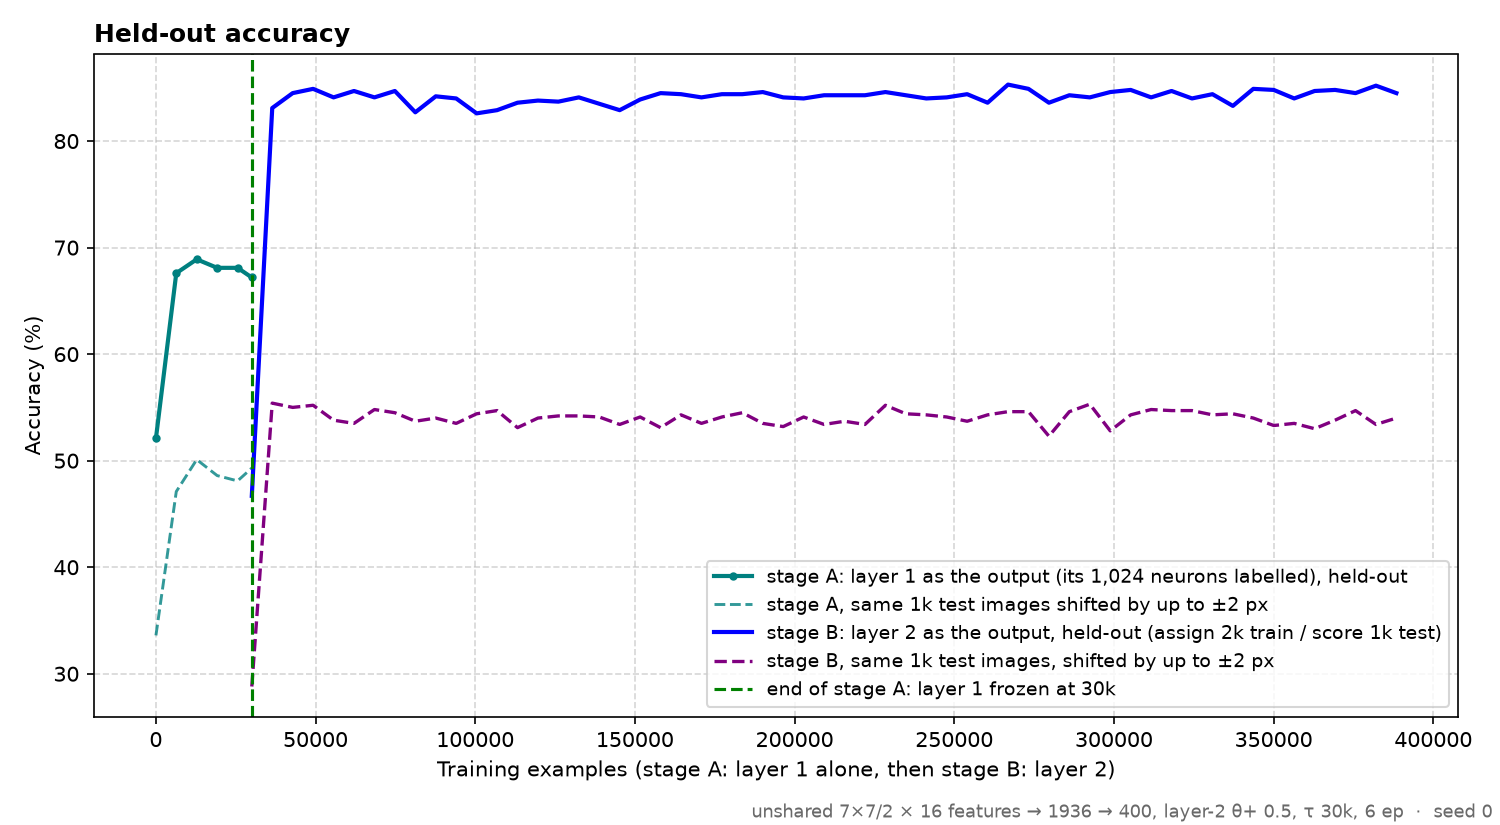 Held-out accuracy
Accuracy (%)
80
70
60
50
40
30
stage A: layer 1 as the output (its 1,024 neurons labelled), held-out
stage A, same 1k test images shifted by up to ±2 px
stage B: layer 2 as the output, held-out (assign 2k train / score 1k test)
stage B, same 1k test images, shifted by up to ±2 px
end of stage A: layer 1 frozen at 30k
0 50000 100000 150000 200000 250000 300000 350000 400000
Training examples (stage A: layer 1 alone, then stage B: layer 2)
unshared 7×7/2 × 16 features → 1936 → 400, layer-2 θ+ 0.5, τ 30k, 6 ep · seed 0